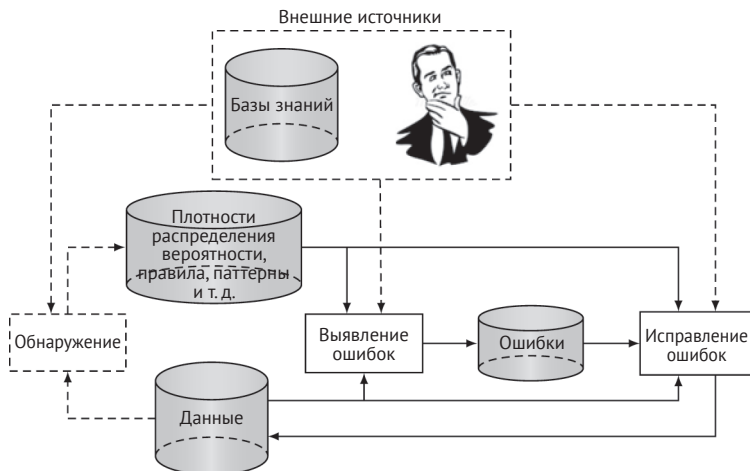 Внешние источники
Базы знаний
Плотности
распределения
вероятности,
правила, паттерны
и т. д.
Обнаружение
Выявление
ошибок
Ошибки
Исправление
ошибок
Данные